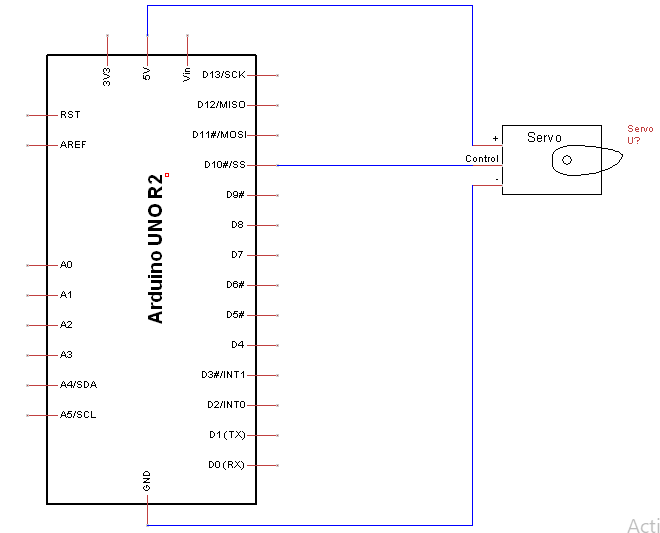 3V3
5V
Vin
RST
AREF
A0
A1
A2
A3
A4/SDA
A5/SCL
Arduino UNO R2
D13/SCK
D12/MISO
D11#/MOSI
D10#/SS
D9#
D8
D7
D6#
D5#
D4
D3#/INT1
D2/INT0
D1(TX)
D0(RX)
GND
+
Control
-
Servo
Servo
U?
Acti